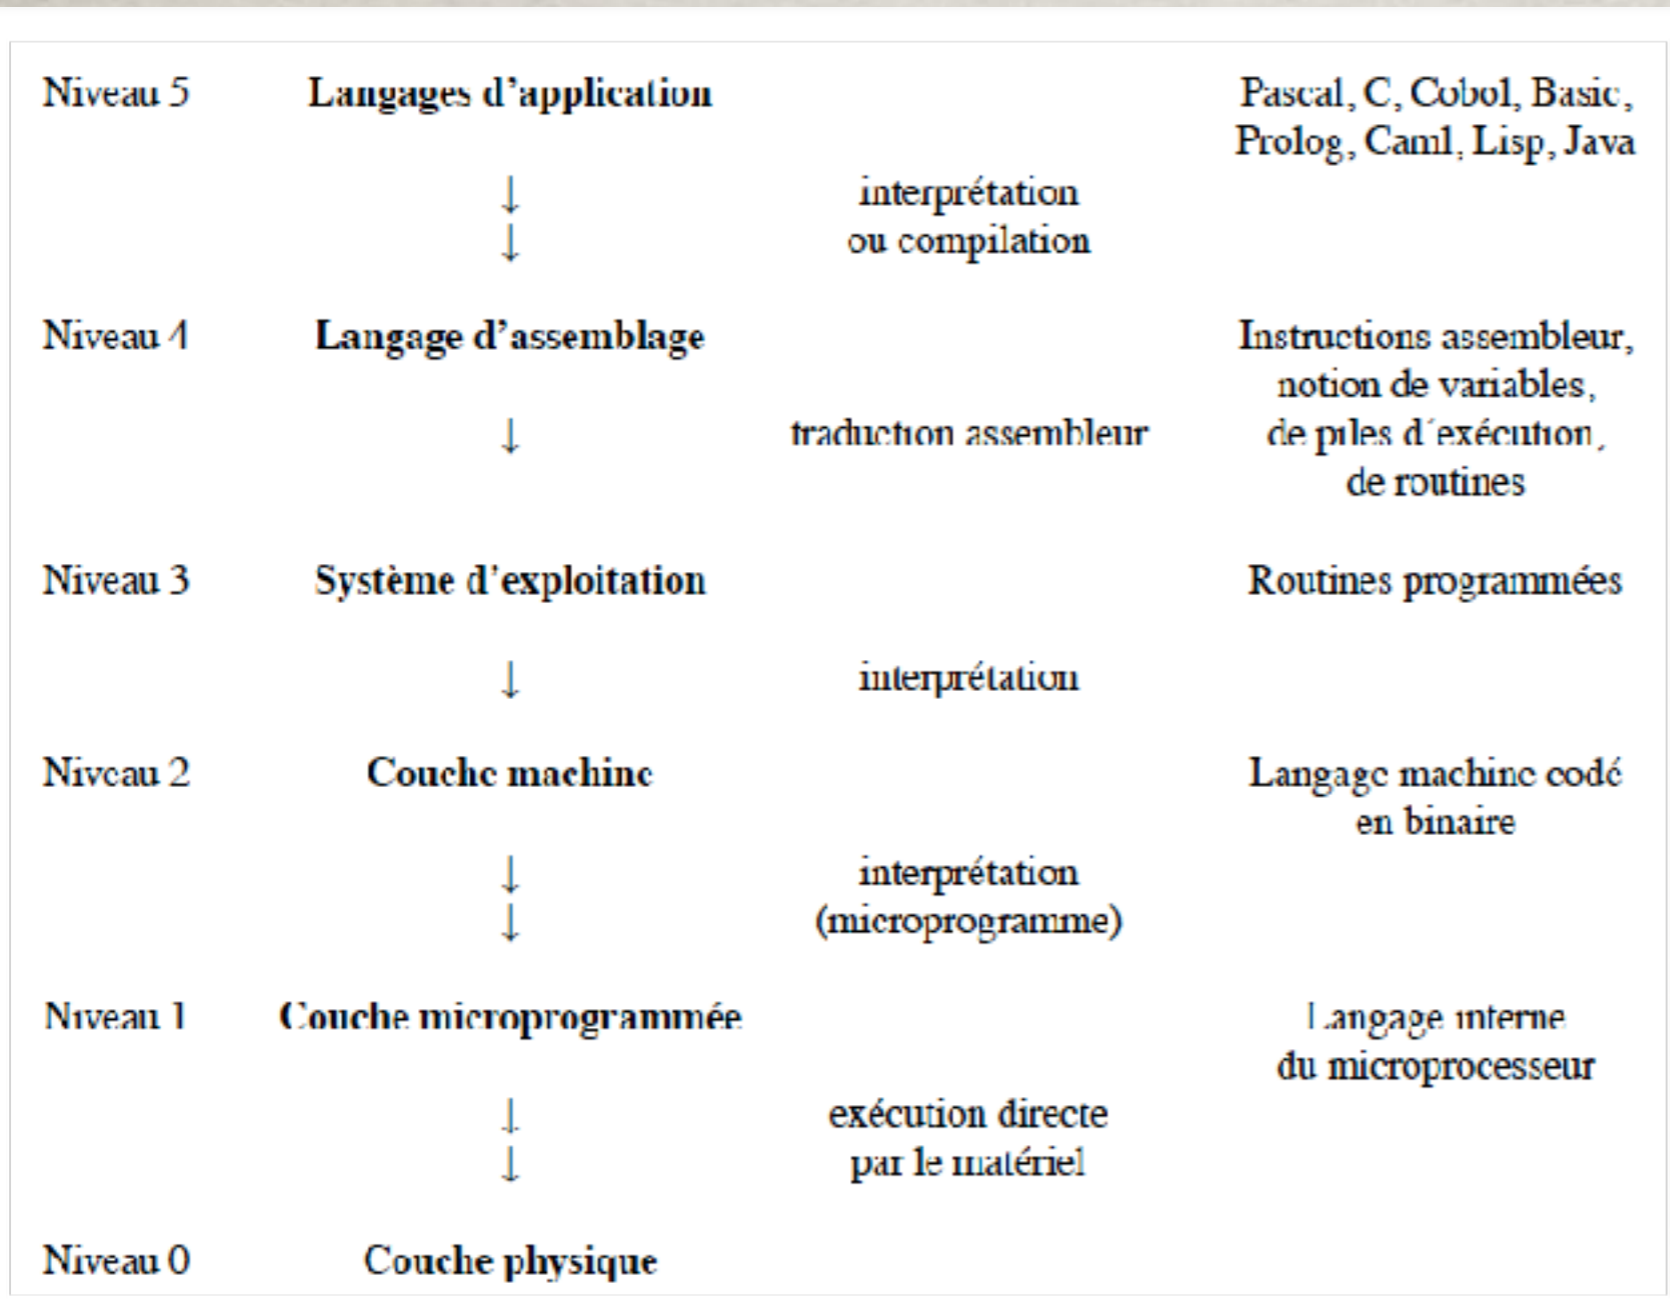 Niveau 5 Langages d'application Pascal, C, Cobol, Basic,
Prolog, Caml, Lisp, Java
↓ interprétation
↓ ou compilation
Niveau 4 Langage d'assemblage Instructions assembleur,
notion de variables,
↓ traduction assembleur de piles d'exécution,
de routines
Niveau 3 Système d'exploitation Routines programmées
↓ interprétation
Niveau 2 Couche machine Langage machine codé
en binaire
↓ interprétation
↓ (microprogramme)
Niveau 1 Couche microprogrammée Langage interne
du microprocesseur
↓ exécution directe
↓ par le matériel
Niveau 0 Couche physique